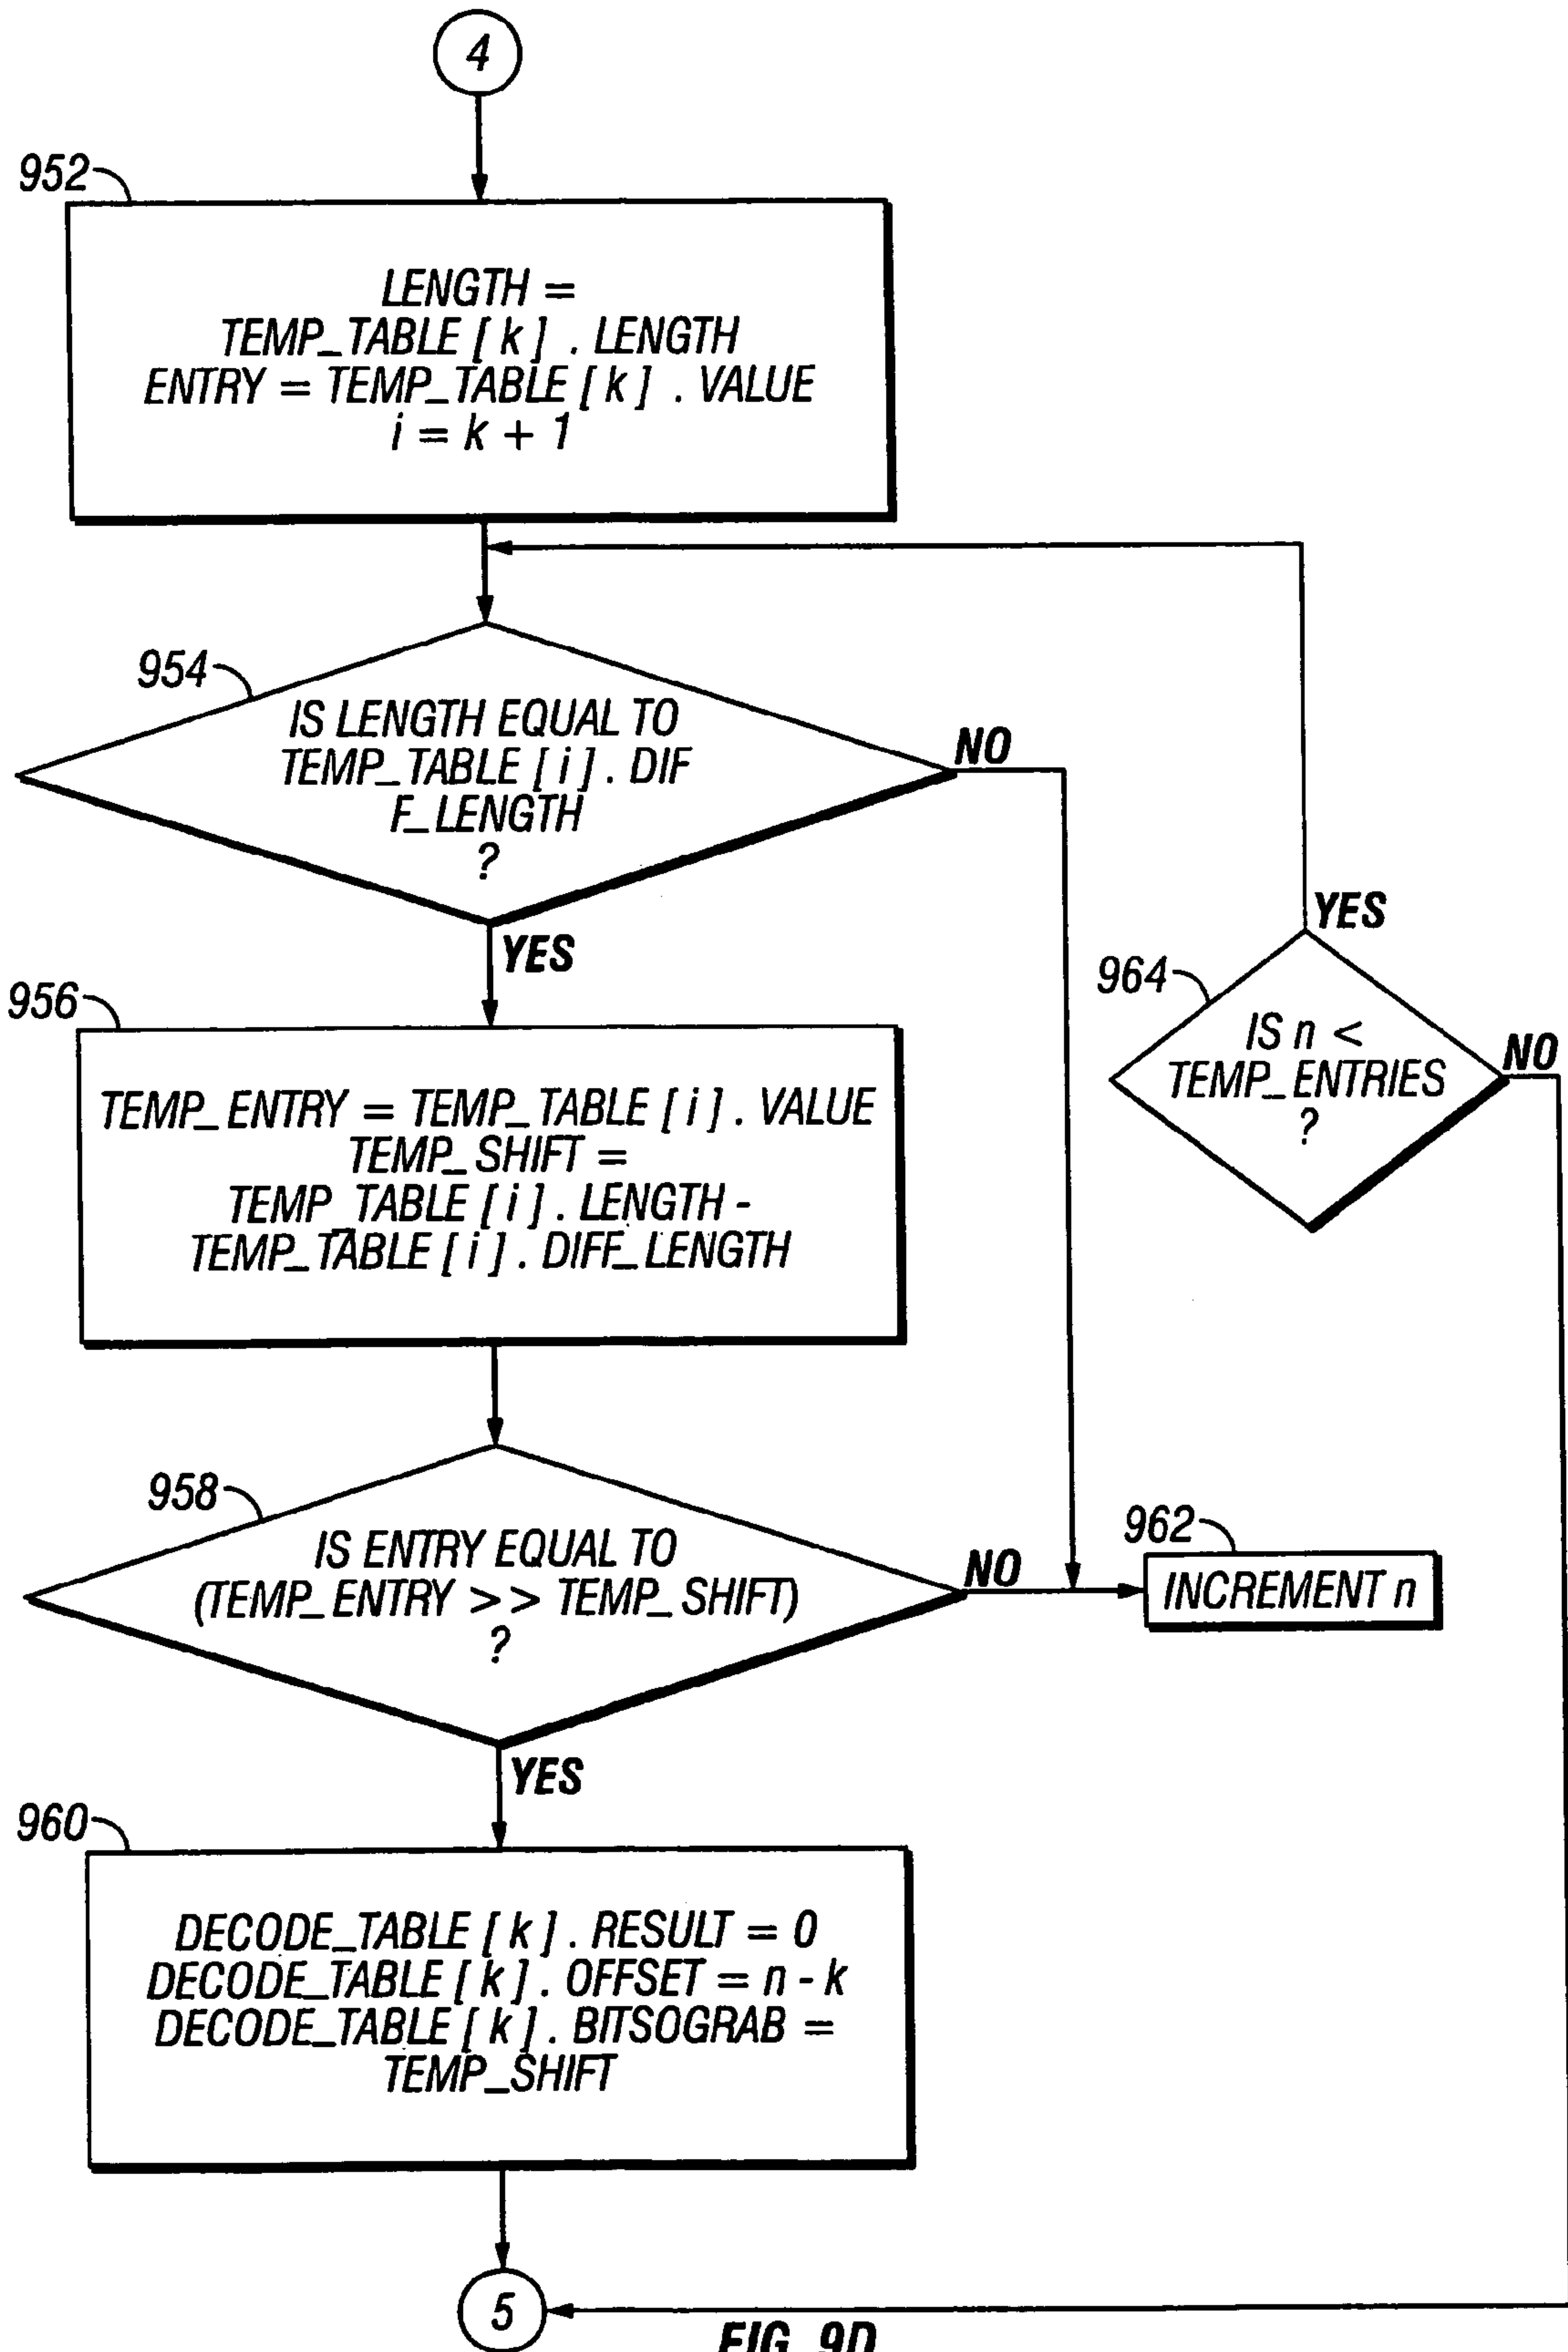 4
952
LENGTH =
TEMP_TABLE [ k ] . LENGTH
ENTRY = TEMP_TABLE [ k ] . VALUE
i = k + 1
954
IS LENGTH EQUAL TO
TEMP_TABLE [ i ] . DIF
F_LENGTH
?
NO
YES
956
TEMP_ENTRY = TEMP_TABLE [ i ] . VALUE
TEMP_SHIFT =
TEMP_TABLE [ i ] . LENGTH -
TEMP_TABLE [ i ] . DIFF_LENGTH
YES
964
IS n <
TEMP_ENTRIES
?
NO
958
IS ENTRY EQUAL TO
(TEMP_ENTRY >> TEMP_SHIFT)
?
NO
962
INCREMENT n
YES
960
DECODE_TABLE [ k ] . RESULT = 0
DECODE_TABLE [ k ] . OFFSET = n - k
DECODE_TABLE [ k ] . BITSOGRAB =
TEMP_SHIFT
5
FIG. 9D